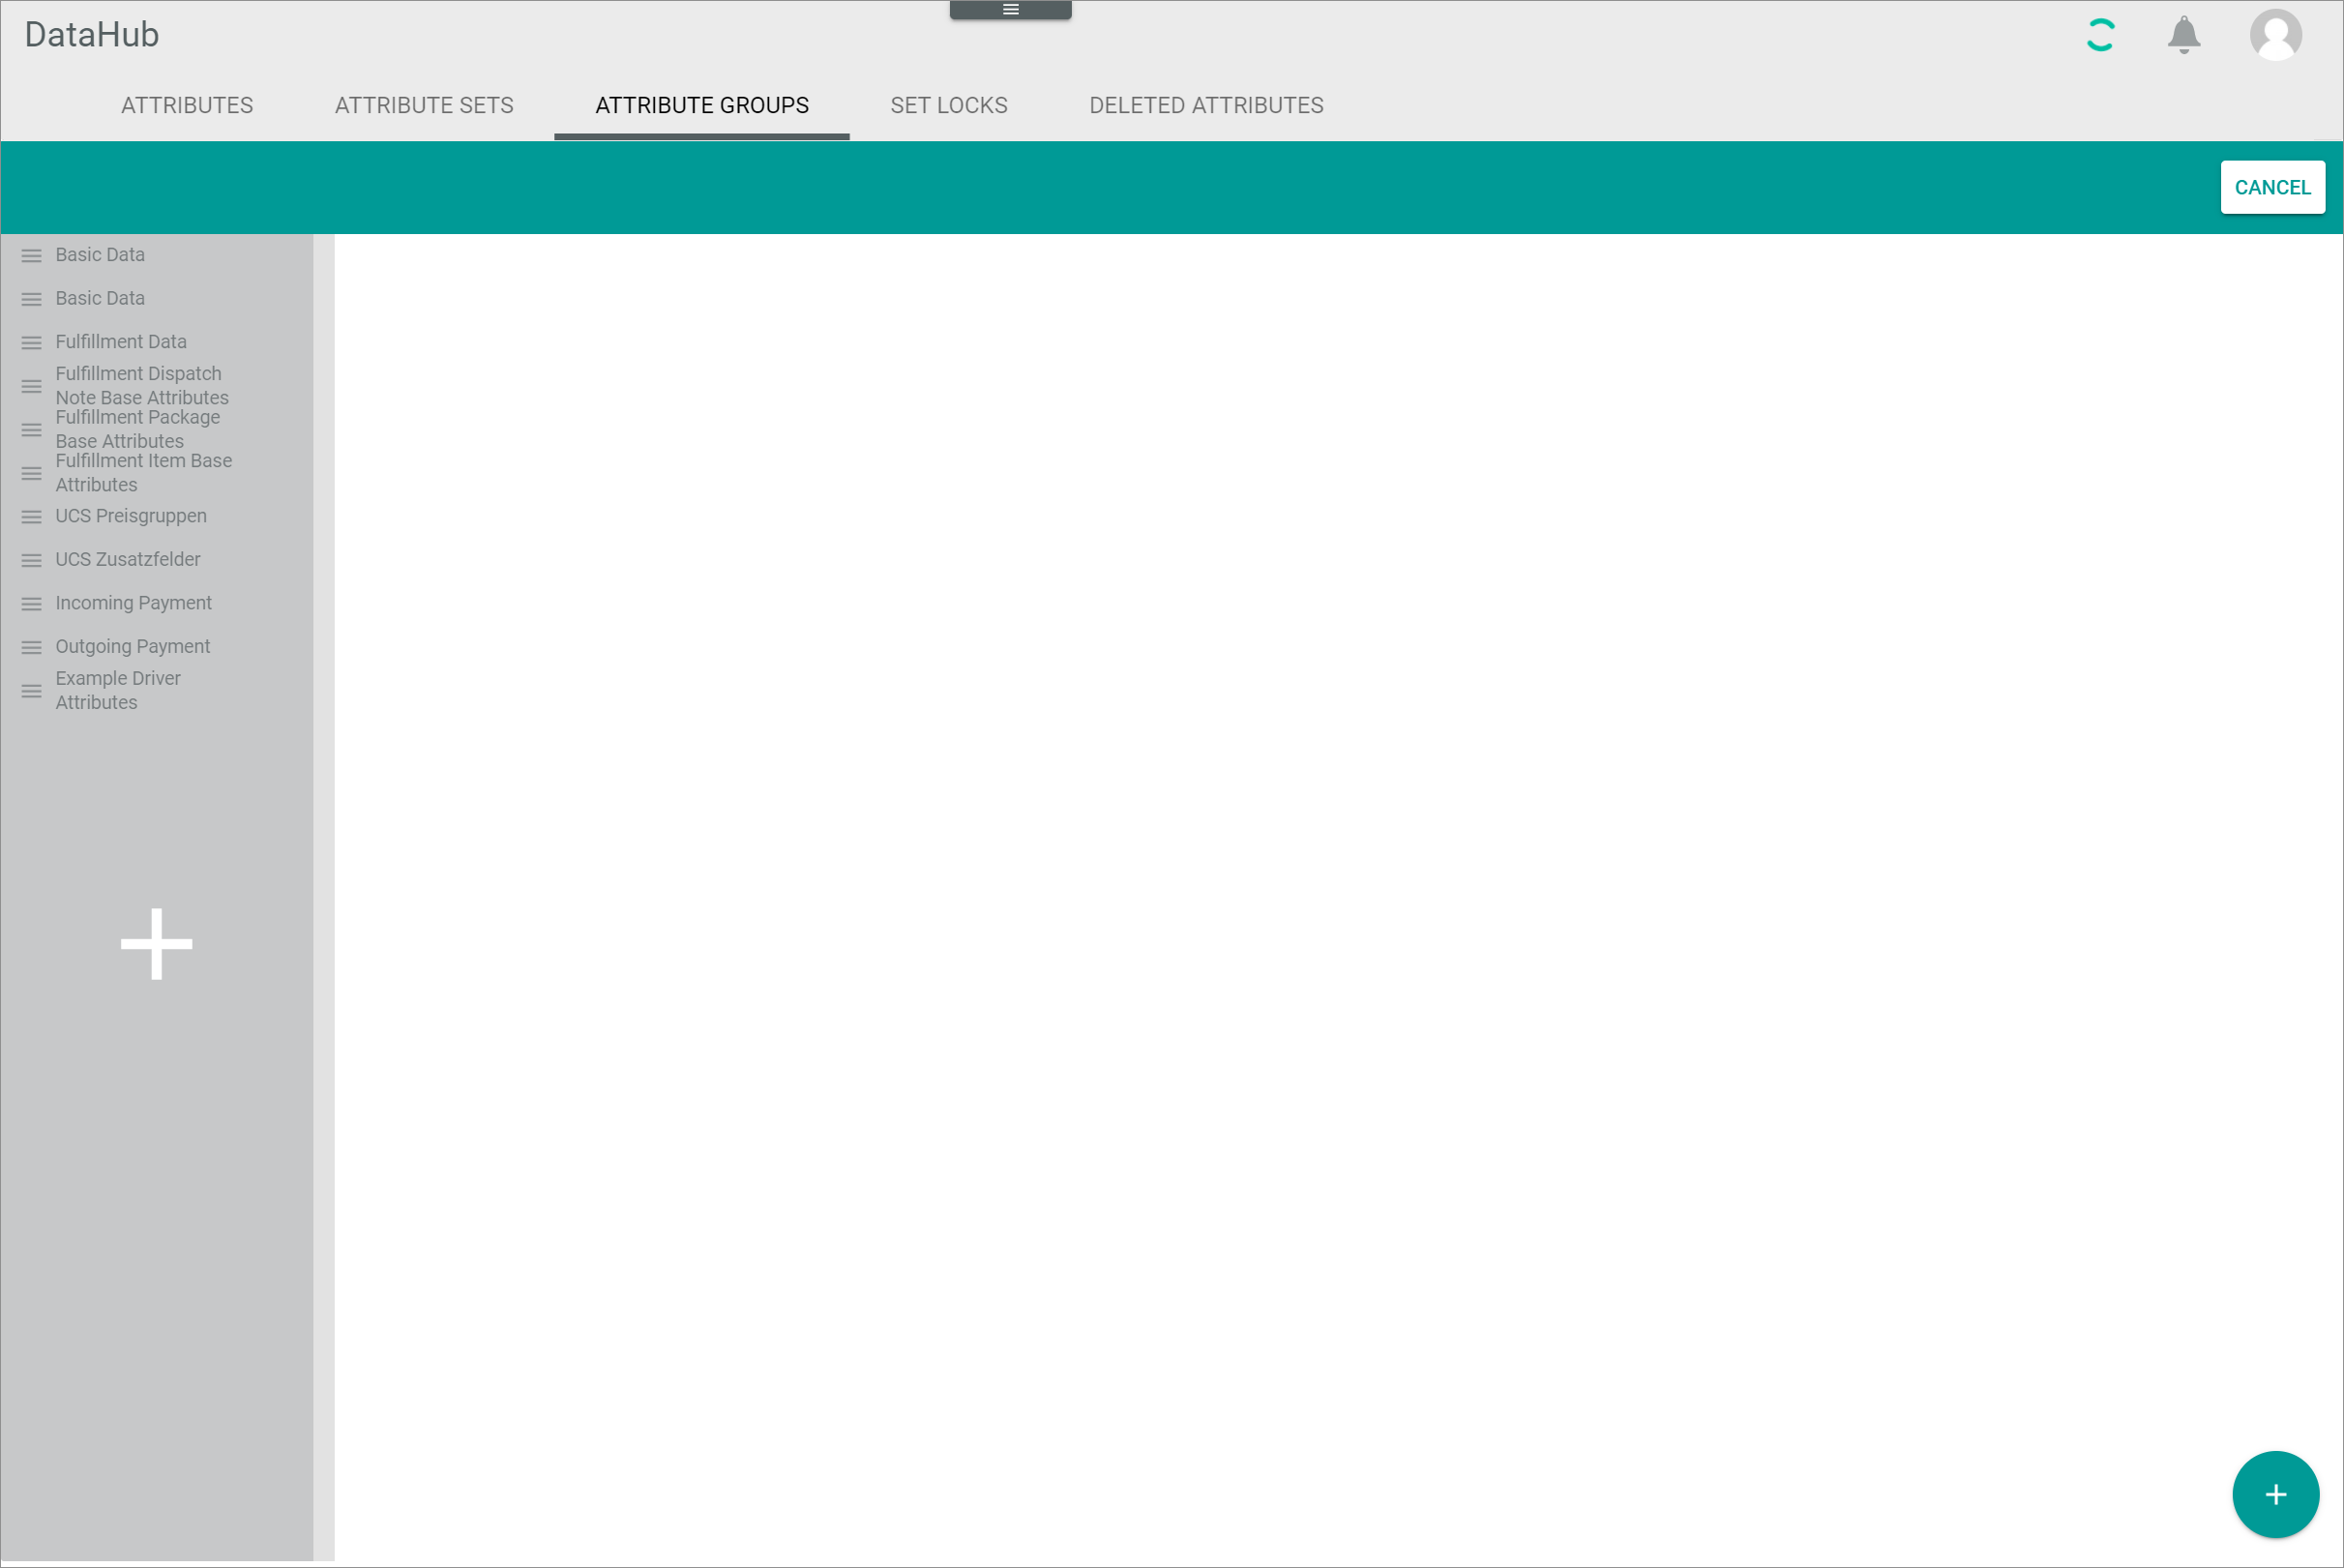 DataHub
ATTRIBUTES
ATTRIBUTE SETS
ATTRIBUTE GROUPS
SET LOCKS
DELETED ATTRIBUTES
CANCEL
Basic Data
Basic Data
Fulfillment Data
Fulfillment Dispatch
Note Base Attributes
Fulfillment Package
Base Attributes
Fulfillment Item Base
Attributes
UCS Preisgruppen
UCS Zusatzfelder
Incoming Payment
Outgoing Payment
Example Driver
Attributes